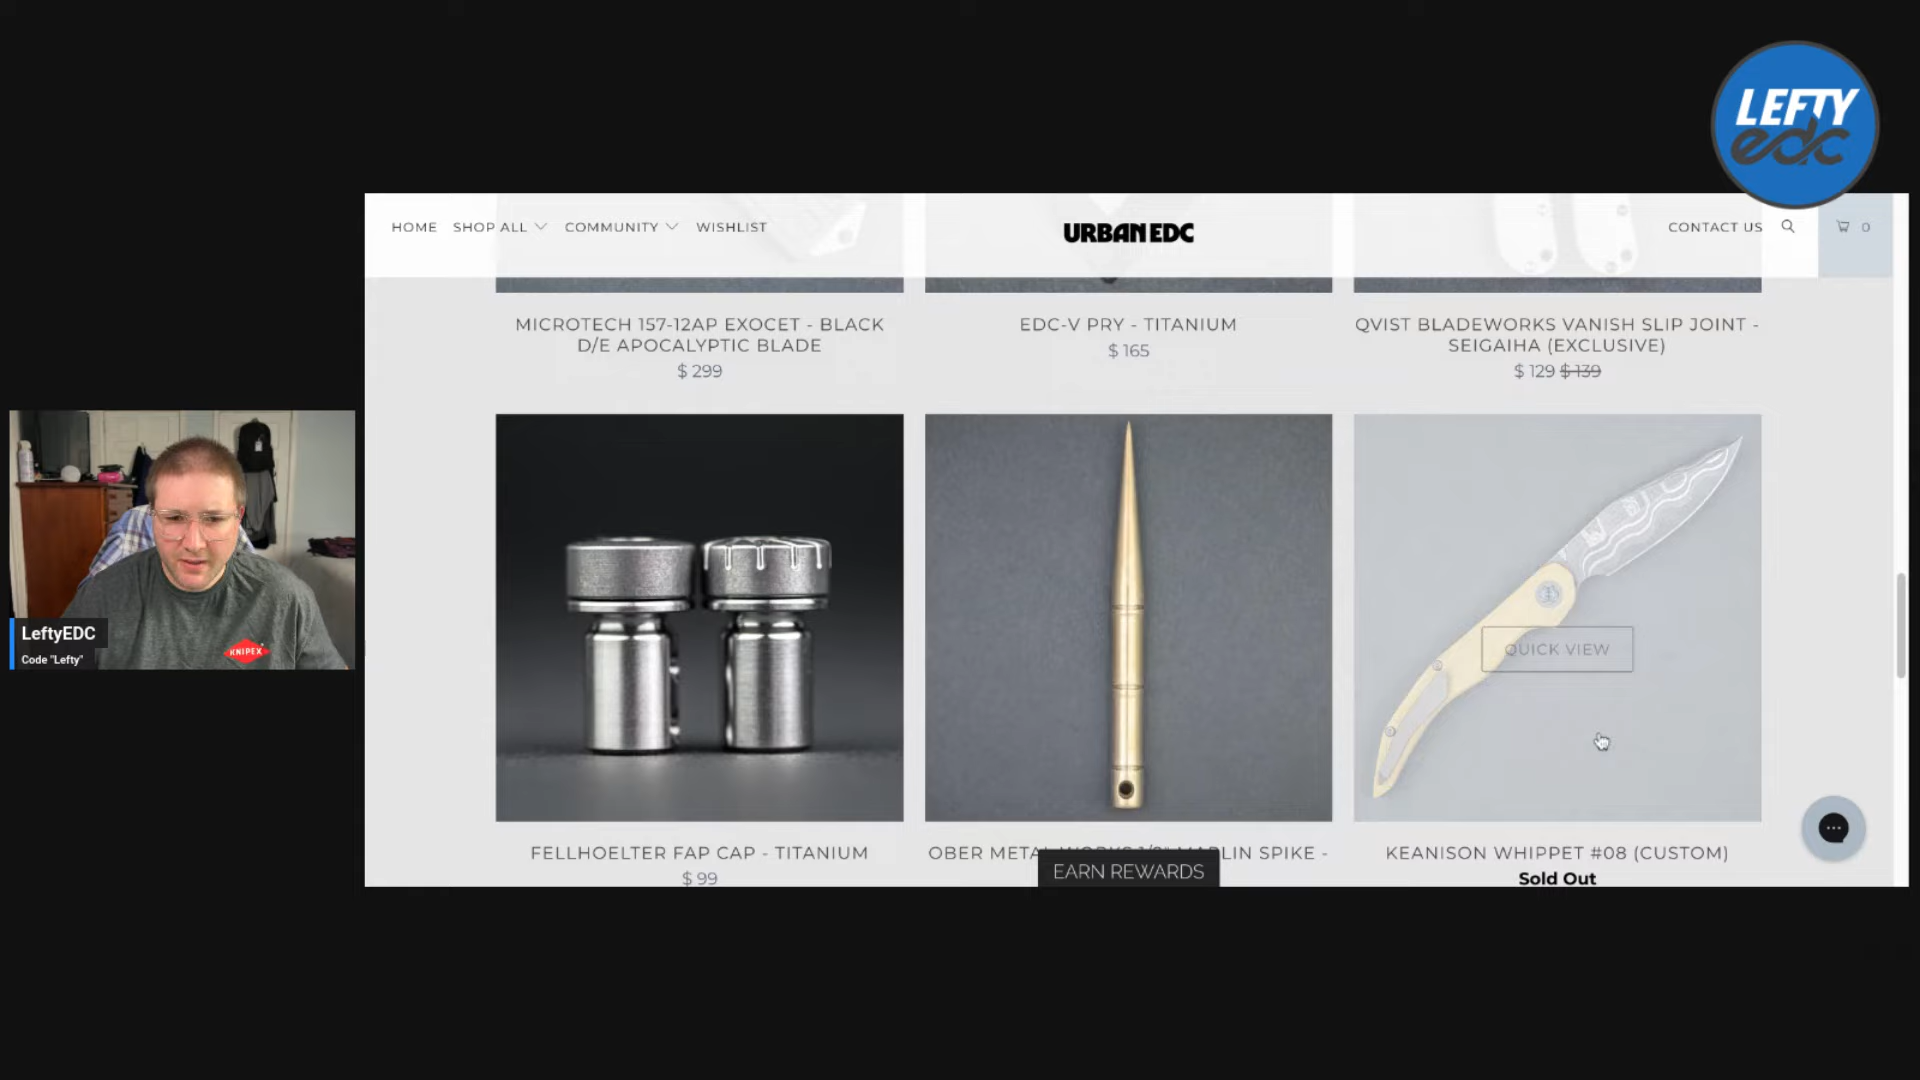 LEFTY
edc
HOME SHOP ALL COMMUNITY WISHLIST
URBAN EDC
CONTACT US 0
MICROTECH 157-12AP EXOCET - BLACK
D/E APOCALYPTIC BLADE
$ 299
EDC-V PRY - TITANIUM
$ 165
QVIST BLADEWORKS VANISH SLIP JOINT -
SEIGAIHA (EXCLUSIVE)
$ 129 $ 139
KNIPEX
LeftyEDC
Code "Lefty"
QUICK VIEW
FELLHOELTER FAP CAP - TITANIUM
$ 99
OBER METAL LIN SPIKE -
EARN REWARDS
KEANISON WHIPPET #08 (CUSTOM)
Sold Out